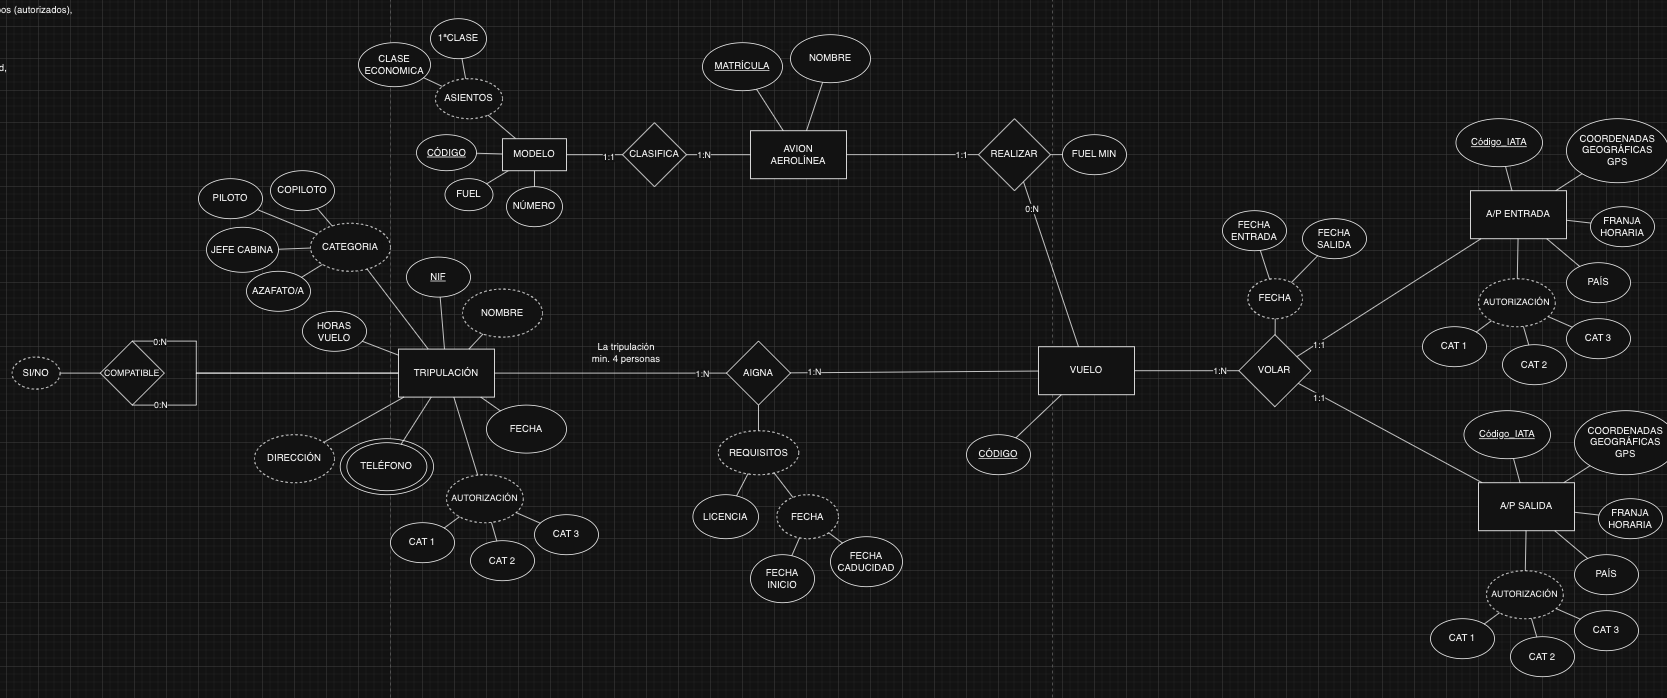 os (autorizados),
d,
1ªCLASE
CLASE
ECONOMICA
ASIENTOS
CÓDIGO
MODELO
FUEL
NÚMERO
1:1
CLASIFICA
1:N
MATRÍCULA
NOMBRE
AVION
AEROLÍNEA
1:1
REALIZAR
FUEL MIN
0:N
PILOTO
COPILOTO
JEFE CABINA
CATEGORIA
AZAFATO/A
NIF
NOMBRE
HORAS
VUELO
SI/NO
COMPATIBLE
0:N
0:N
TRIPULACIÓN
La tripulación
min. 4 personas
1:N
AIGNA
1:N
VUELO
CÓDIGO
DIRECCIÓN
TELÉFONO
FECHA
AUTORIZACIÓN
CAT 1
CAT 2
CAT 3
REQUISITOS
LICENCIA
FECHA
FECHA
INICIO
FECHA
CADUCIDAD
1:N
VOLAR
FECHA
ENTRADA
FECHA
SALIDA
FECHA
1:1
1:1
Código_IATA
COORDENADAS
GEOGRÁFICAS
GPS
A/P ENTRADA
FRANJA
HORARIA
PAÍS
AUTORIZACIÓN
CAT 1
CAT 2
CAT 3
Código_IATA
COORDENADAS
GEOGRÁFICAS
GPS
A/P SALIDA
FRANJA
HORARIA
PAÍS
AUTORIZACIÓN
CAT 1
CAT 2
CAT 3